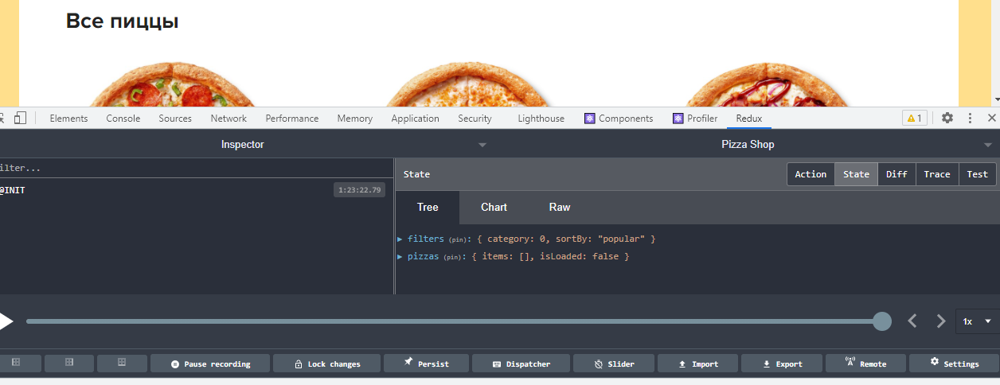 Все пиццы
Elements Console Sources Network Performance Memory Application Security Lighthouse Components Profiler Redux 1
Inspector Pizza Shop
ilter... State Action State Diff Trace Test
@INIT 1:23:22.79
Tree Chart Raw
filters (pin): { category: 0, sortBy: "popular" }
pizzas (pin): { items: [], isLoaded: false }
1x
Pause recording Lock changes Persist Dispatcher Slider Import Export Remote Settings